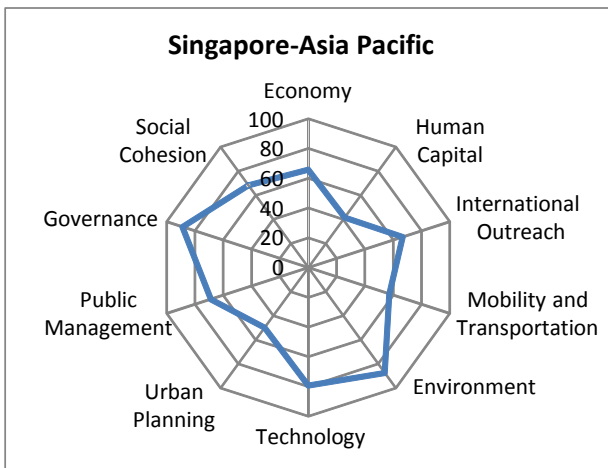 Singapore-Asia Pacific
Economy
Human
Capital
International
Outreach
Mobility and
Transportation
Environment
Technology
Urban
Planning
Public
Management
Governance
Social
Cohesion
100
80
60
40
20
0